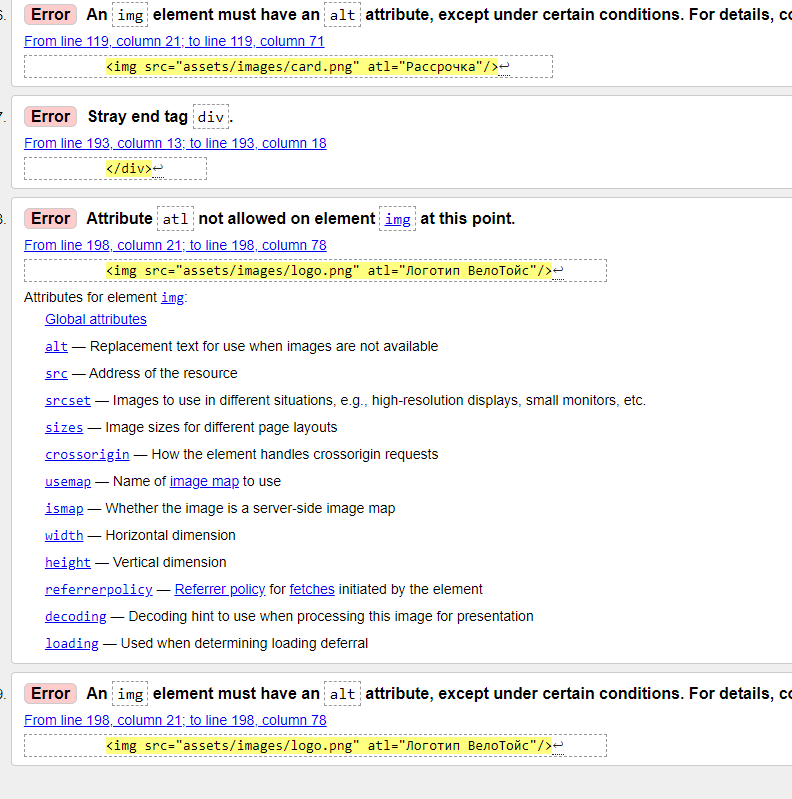 6. Error An img element must have an alt attribute, except under certain conditions. For details, co
From line 119, column 21; to line 119, column 71
<img src="assets/images/card.png" atl="Рассрочка"/>↩
7. Error Stray end tag div.
From line 193, column 13; to line 193, column 18
</div>↩
8. Error Attribute atl not allowed on element img at this point.
From line 198, column 21; to line 198, column 78
<img src="assets/images/logo.png" atl="Логотип ВелоТойс"/>↩
Attributes for element img:
Global attributes
alt — Replacement text for use when images are not available
src — Address of the resource
srcset — Images to use in different situations, e.g., high-resolution displays, small monitors, etc.
sizes — Image sizes for different page layouts
crossorigin — How the element handles crossorigin requests
usemap — Name of image map to use
ismap — Whether the image is a server-side image map
width — Horizontal dimension
height — Vertical dimension
referrerpolicy — Referrer policy for fetches initiated by the element
decoding — Decoding hint to use when processing this image for presentation
loading — Used when determining loading deferral
9. Error An img element must have an alt attribute, except under certain conditions. For details, co
From line 198, column 21; to line 198, column 78
<img src="assets/images/logo.png" atl="Логотип ВелоТойс"/>↩